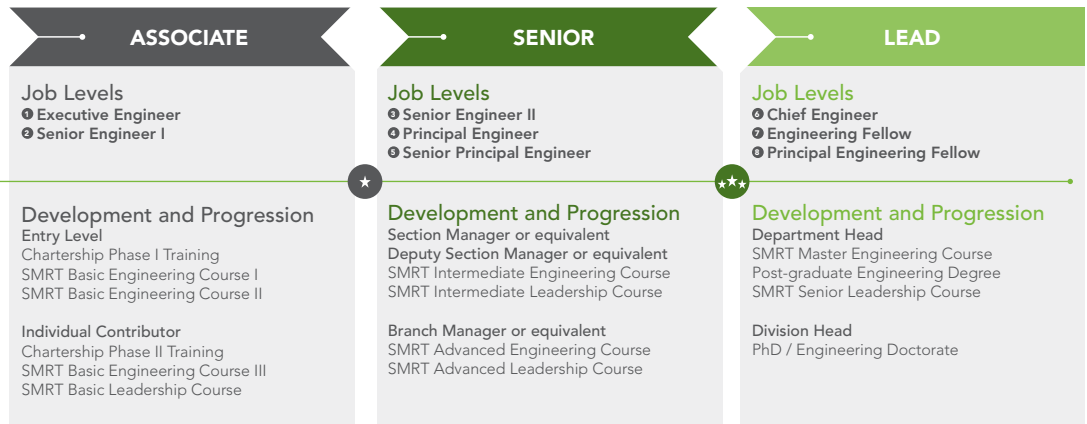 ASSOCIATE
Job Levels
1 Executive Engineer
2 Senior Engineer I
Development and Progression
Entry Level
Chartership Phase I Training
SMRT Basic Engineering Course I
SMRT Basic Engineering Course II
Individual Contributor
Chartership Phase II Training
SMRT Basic Engineering Course III
SMRT Basic Leadership Course
SENIOR
Job Levels
3 Senior Engineer II
4 Principal Engineer
5 Senior Principal Engineer
Development and Progression
Section Manager or equivalent
Deputy Section Manager or equivalent
SMRT Intermediate Engineering Course
SMRT Intermediate Leadership Course
Branch Manager or equivalent
SMRT Advanced Engineering Course
SMRT Advanced Leadership Course
LEAD
Job Levels
6 Chief Engineer
7 Engineering Fellow
8 Principal Engineering Fellow
Development and Progression
Department Head
SMRT Master Engineering Course
Post-graduate Engineering Degree
SMRT Senior Leadership Course
Division Head
PhD / Engineering Doctorate